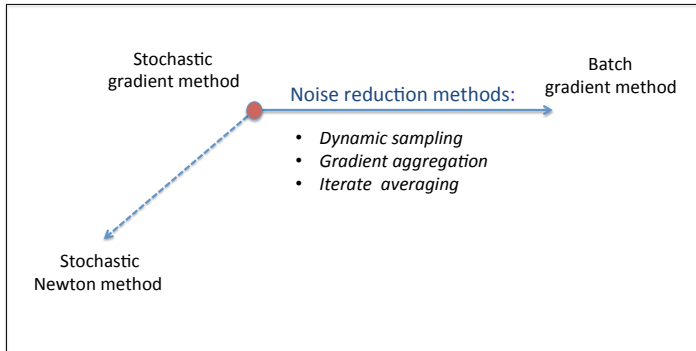 Stochastic
gradient method
Batch
gradient method
Noise reduction methods:
• Dynamic sampling
• Gradient aggregation
• Iterate averaging
Stochastic
Newton method